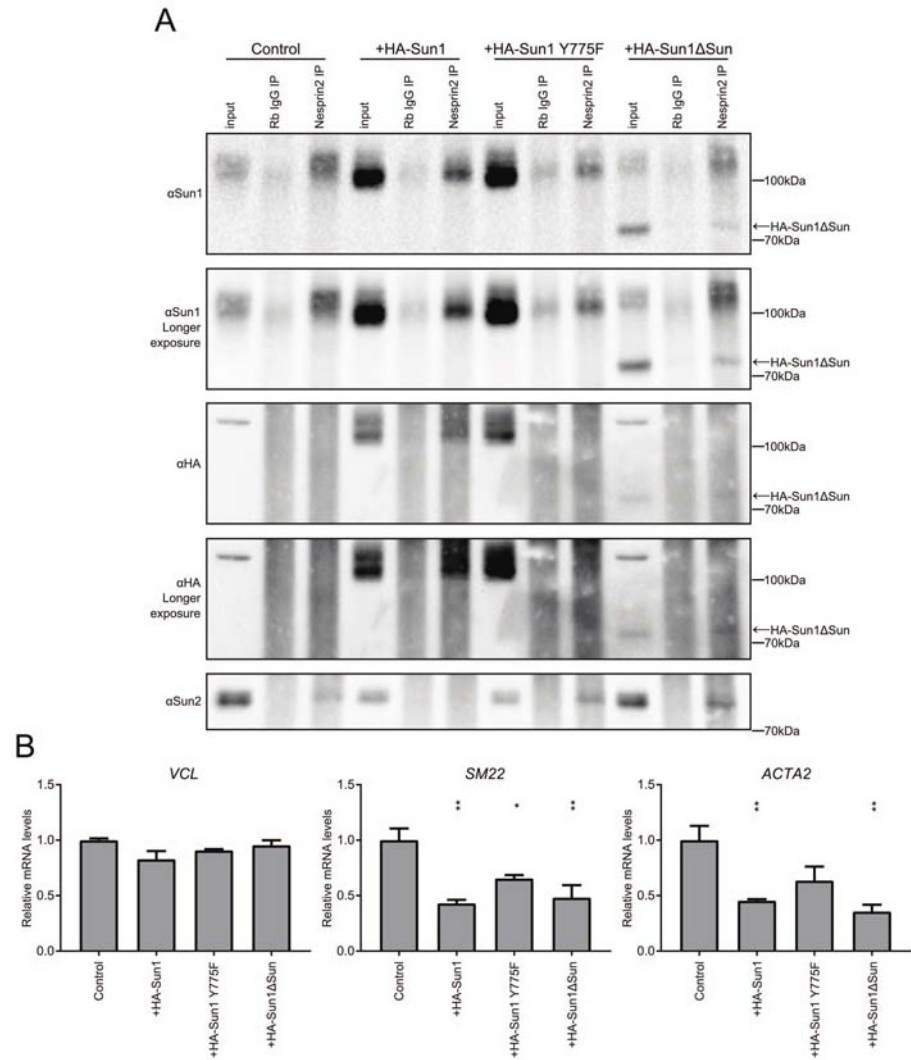 A
Control +HA-Sun1 +HA-Sun1 Y775F +HA-Sun1ΔSun
input Rb IgG IP Nesprin2 IP input Rb IgG IP Nesprin2 IP input Rb IgG IP Nesprin2 IP input Rb IgG IP Nesprin2 IP
αSun1
100kDa
←HA-Sun1ΔSun
70kDa
αSun1
Longer
exposure
100kDa
←HA-Sun1ΔSun
70kDa
αHA
100kDa
←HA-Sun1ΔSun
70kDa
αHA
Longer
exposure
100kDa
←HA-Sun1ΔSun
70kDa
αSun2
70kDa
B
VCL
Relative mRNA levels
1.5
1.0
0.5
0.0
Control
+HA-Sun1
+HA-Sun1 Y775F
+HA-Sun1ΔSun
SM22
Relative mRNA levels
1.5
1.0
0.5
0.0
** * **
Control
+HA-Sun1
+HA-Sun1 Y775F
+HA-Sun1ΔSun
ACTA2
Relative mRNA levels
1.5
1.0
0.5
0.0
** **
Control
+HA-Sun1
+HA-Sun1 Y775F
+HA-Sun1ΔSun